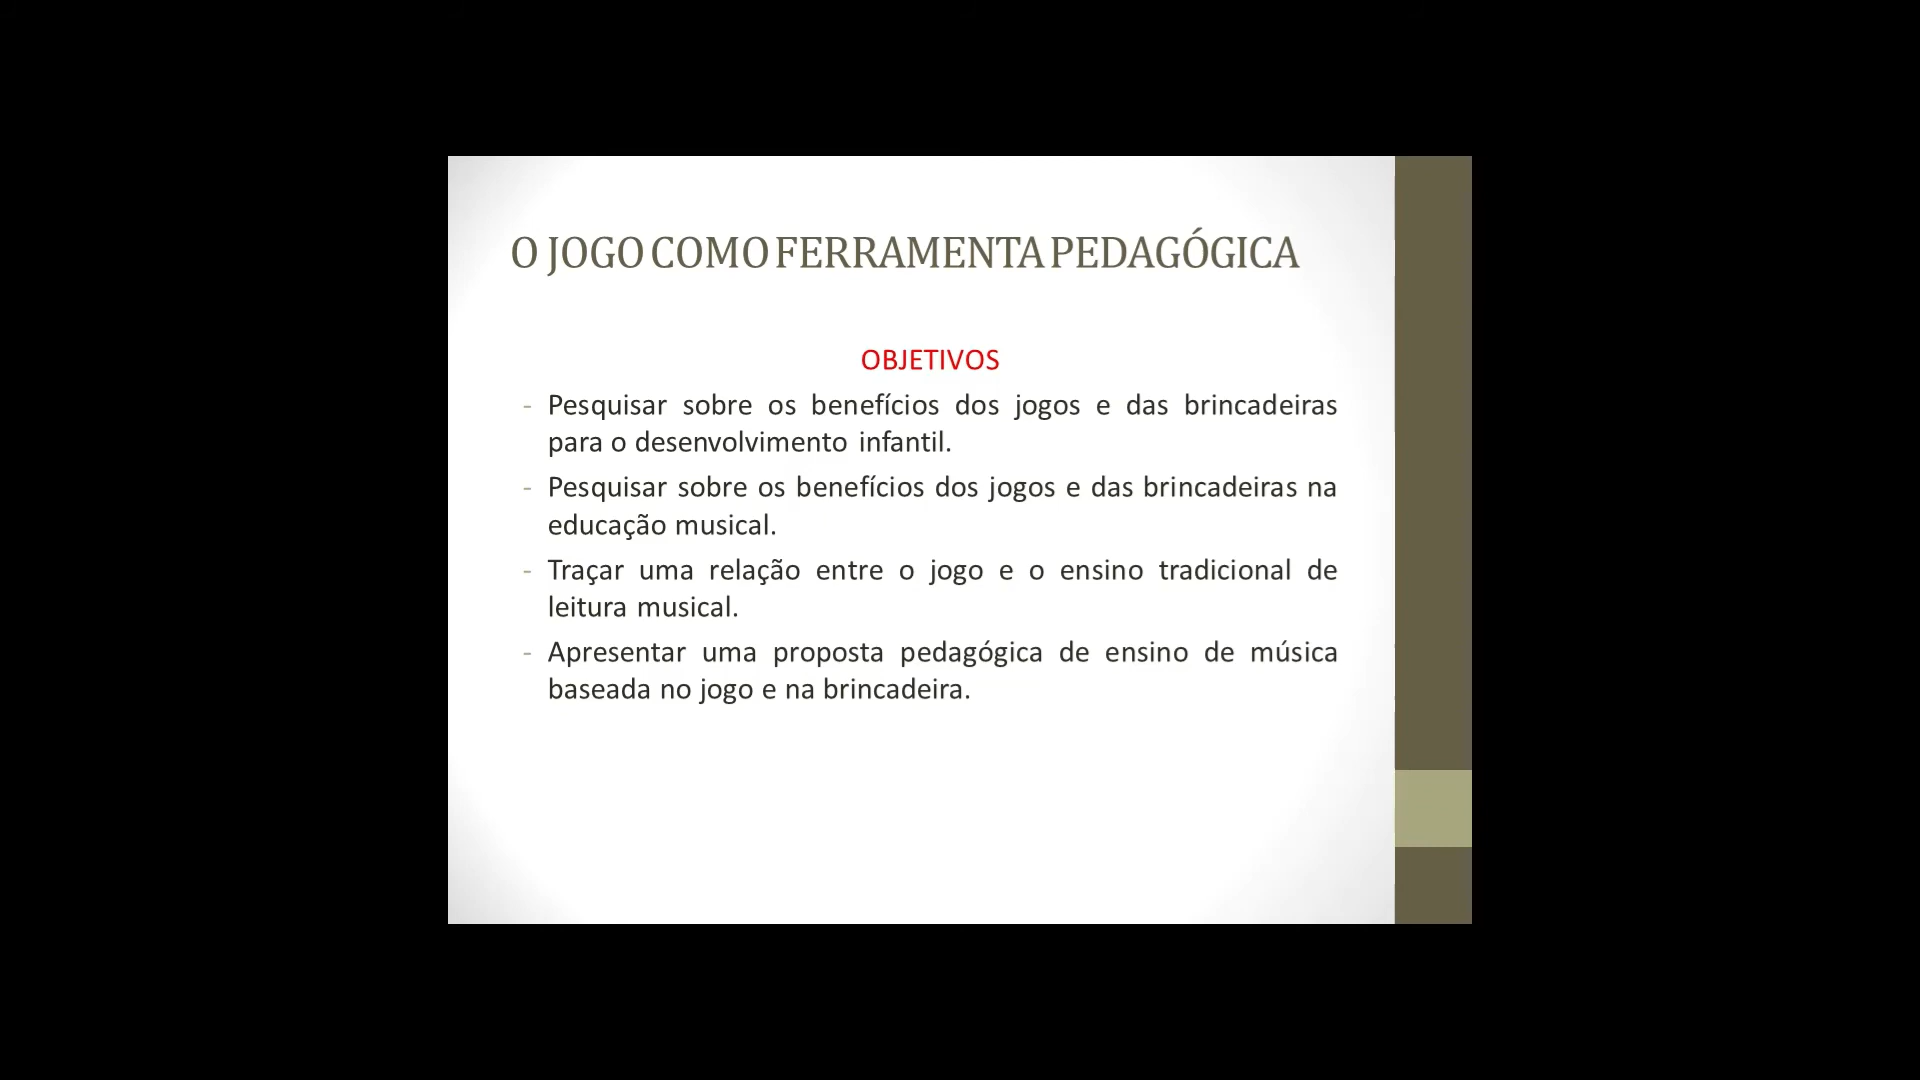 O JOGO COMO FERRAMENTA PEDAGÓGICA
OBJETIVOS
- Pesquisar sobre os benefícios dos jogos e das brincadeiras
para o desenvolvimento infantil.
- Pesquisar sobre os benefícios dos jogos e das brincadeiras na
educação musical.
- Traçar uma relação entre o jogo e o ensino tradicional de
leitura musical.
- Apresentar uma proposta pedagógica de ensino de música
baseada no jogo e na brincadeira.